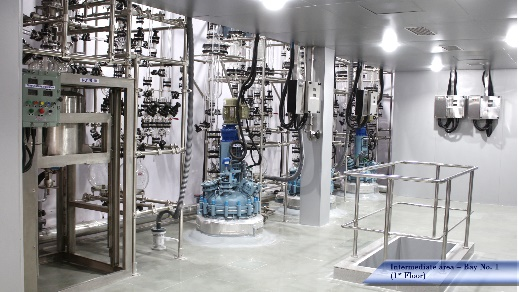 Intermediate area – Bay No. 1
(1st Floor)